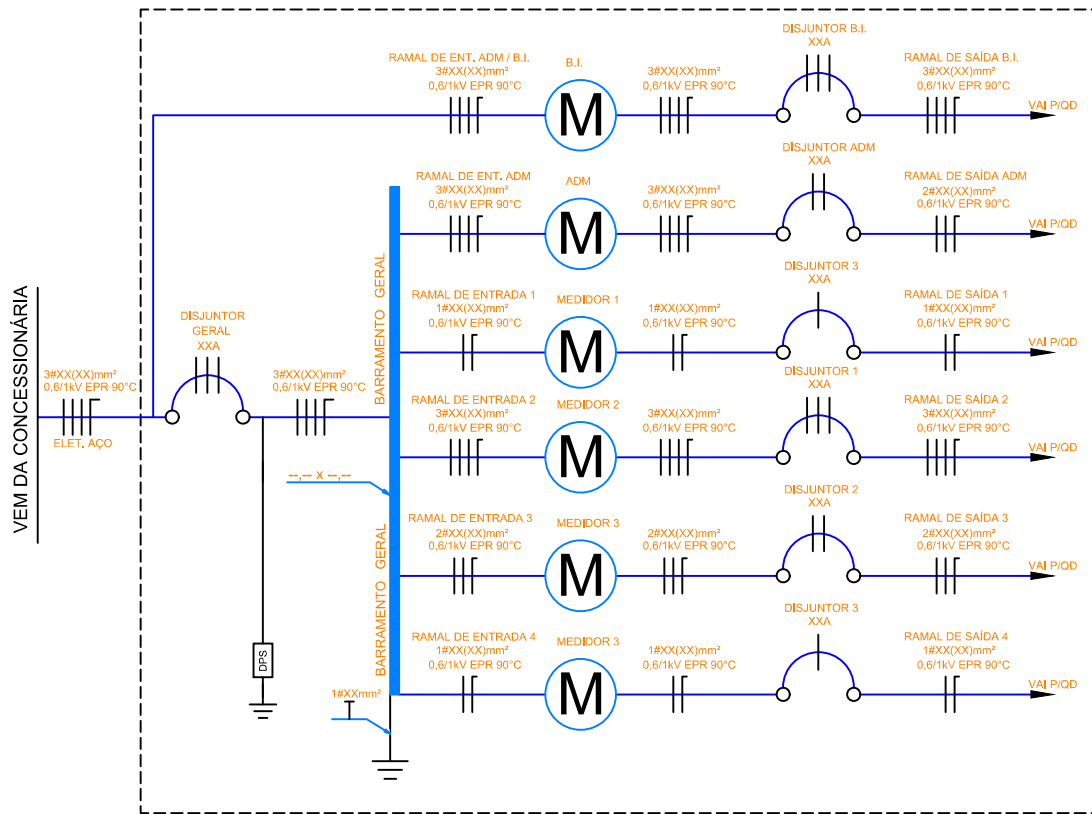 VEM DA CONCESSIONÁRIA
3#XX(XX)mm²
0,6/1kV EPR 90°C
ELET. AÇO
DISJUNTOR
GERAL
XXA
3#XX(XX)mm²
0,6/1kV EPR 90°C
--,-- X --,--
DPS
1#XXmm²
BARRAMENTO GERAL
BARRAMENTO GERAL
RAMAL DE ENT. ADM / B.I.
3#XX(XX)mm²
0,6/1kV EPR 90°C
B.I.
M
3#XX(XX)mm²
0,6/1kV EPR 90°C
DISJUNTOR B.I.
XXA
RAMAL DE SAÍDA B.I.
3#XX(XX)mm²
0,6/1kV EPR 90°C
VAI P/QD
RAMAL DE ENT. ADM
3#XX(XX)mm²
0,6/1kV EPR 90°C
ADM
M
3#XX(XX)mm²
0,6/1kV EPR 90°C
DISJUNTOR ADM
XXA
RAMAL DE SAÍDA ADM
2#XX(XX)mm²
0,6/1kV EPR 90°C
VAI P/QD
RAMAL DE ENTRADA 1
1#XX(XX)mm²
0,6/1kV EPR 90°C
MEDIDOR 1
M
1#XX(XX)mm²
0,6/1kV EPR 90°C
DISJUNTOR 3
XXA
RAMAL DE SAÍDA 1
1#XX(XX)mm²
0,6/1kV EPR 90°C
VAI P/QD
RAMAL DE ENTRADA 2
3#XX(XX)mm²
0,6/1kV EPR 90°C
MEDIDOR 2
M
3#XX(XX)mm²
0,6/1kV EPR 90°C
DISJUNTOR 1
XXA
RAMAL DE SAÍDA 2
3#XX(XX)mm²
0,6/1kV EPR 90°C
VAI P/QD
RAMAL DE ENTRADA 3
2#XX(XX)mm²
0,6/1kV EPR 90°C
MEDIDOR 3
M
2#XX(XX)mm²
0,6/1kV EPR 90°C
DISJUNTOR 2
XXA
RAMAL DE SAÍDA 3
2#XX(XX)mm²
0,6/1kV EPR 90°C
VAI P/QD
RAMAL DE ENTRADA 4
1#XX(XX)mm²
0,6/1kV EPR 90°C
MEDIDOR 3
M
1#XX(XX)mm²
0,6/1kV EPR 90°C
DISJUNTOR 3
XXA
RAMAL DE SAÍDA 4
1#XX(XX)mm²
0,6/1kV EPR 90°C
VAI P/QD